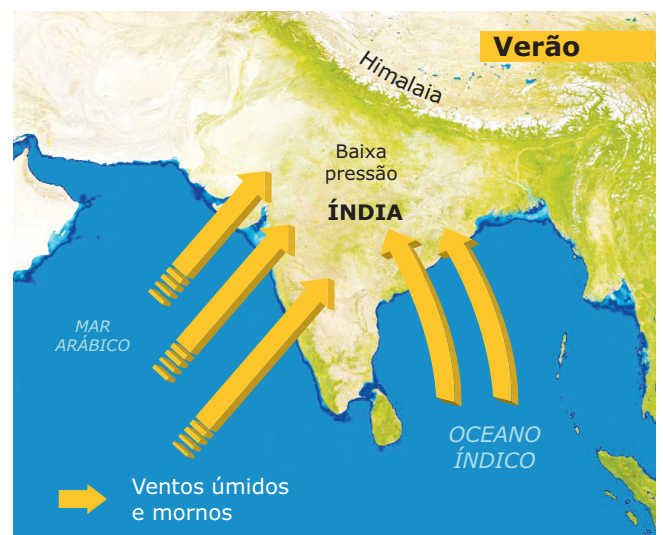 Verão
Himalaia
Baixa
pressão
ÍNDIA
MAR
ARÁBICO
OCEANO
ÍNDICO
Ventos úmidos
e mornos